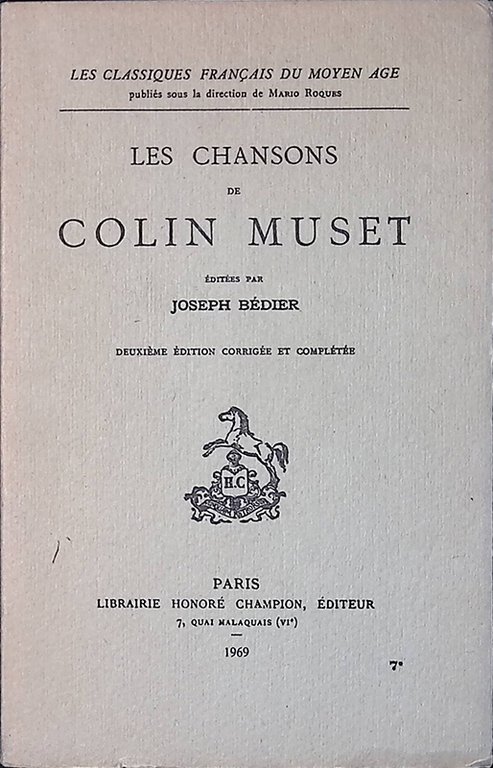 LES CLASSIQUES FRANÇAIS DU MOYEN AGE
publiés sous la direction de MARIO ROQUES
LES CHANSONS
DE
COLIN MUSET
ÉDITÉES PAR
JOSEPH BÉDIER
DEUXIÈME ÉDITION CORRIGÉE ET COMPLÉTÉE
H.C
PARIS
LIBRAIRIE HONORÉ CHAMPION, ÉDITEUR
7, QUAI MALAQUAIS (VIᵉ)
1969
7*